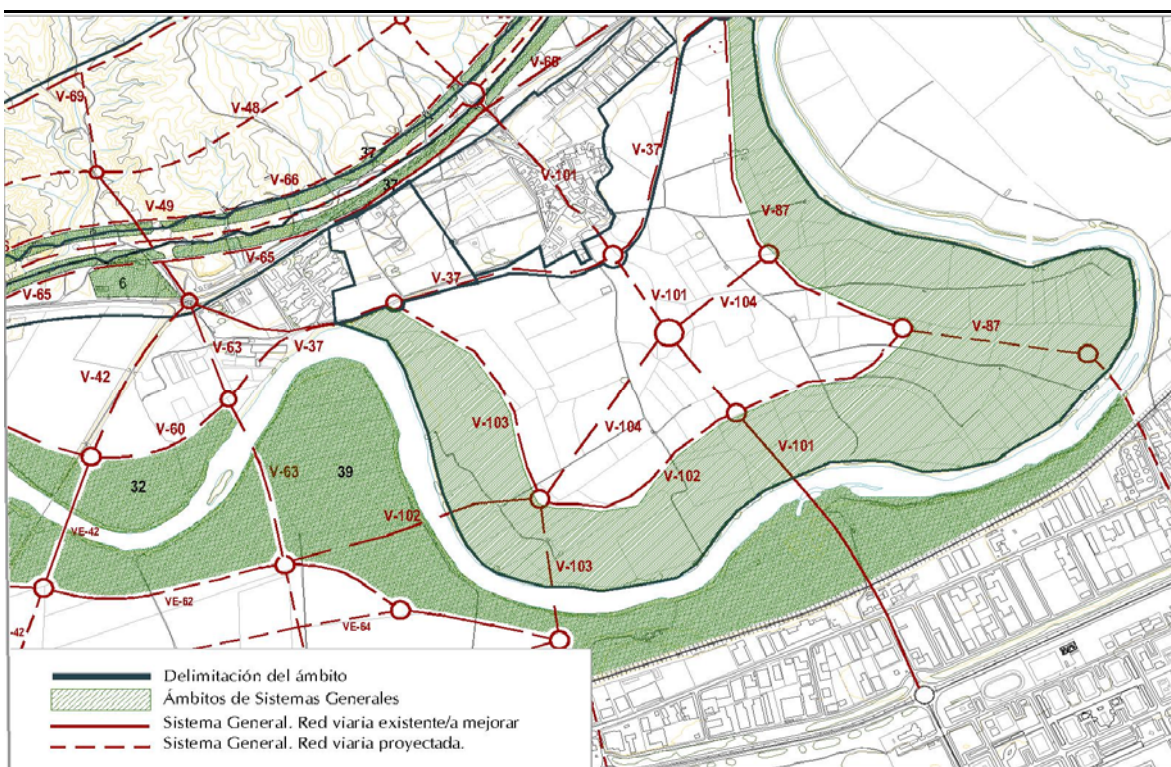 V-66
V-69
V-48
37
V-37
V-66
V-101
37
V-49
V-87
V-65
V-37
6
V-65
V-101
V-104
V-87
V-63
V-37
V-42
V-103
V-104
V-60
V-101
V-63
39
V-102
32
V-102
VE-42
V-103
VE-62
VE-64
-42
Delimitación del ámbito
Ámbitos de Sistemas Generales
Sistema General. Red viaria existente/a mejorar
Sistema General. Red viaria proyectada.